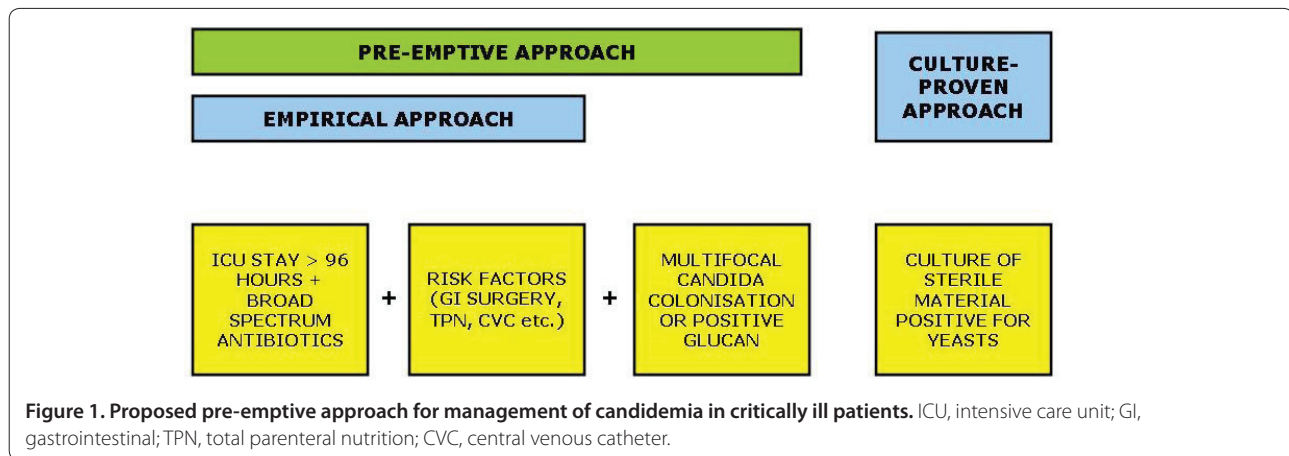 PRE-EMPTIVE APPROACH
EMPIRICAL APPROACH
CULTURE-
PROVEN
APPROACH
ICU STAY > 96
HOURS +
BROAD
SPECTRUM
ANTIBIOTICS
+
RISK FACTORS
(GI SURGERY,
TPN, CVC etc.)
+
MULTIFOCAL
CANDIDA
COLONISATION
OR POSITIVE
GLUCAN
CULTURE OF
STERILE
MATERIAL
POSITIVE FOR
YEASTS
Figure 1. Proposed pre-emptive approach for management of candidemia in critically ill patients. ICU, intensive care unit; GI,
gastrointestinal; TPN, total parenteral nutrition; CVC, central venous catheter.